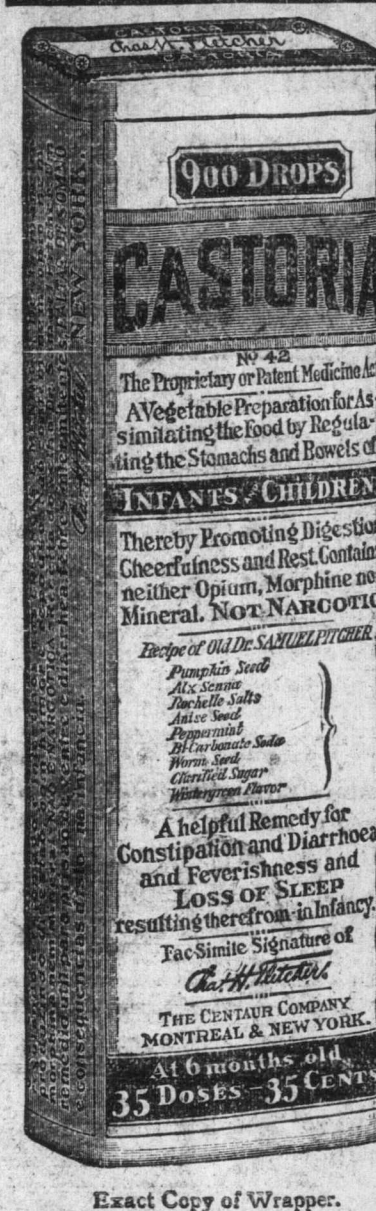 CASTORIA
Chas H. Fletcher
CASTORIA
900 DROPS
CASTORIA
Nº 42
The Proprietary or Patent Medicine Ac
A Vegetable Preparation for As-
similating the Food by Regula-
ting the Stomachs and Bowels of
INFANTS / CHILDREN
Thereby Promoting Digestion
Cheerfulness and Rest. Contains
neither Opium, Morphine nor
Mineral. NOT NARCOTIC
Recipe of Old Dr. SAMUEL PITCHER
Pumpkin Seed
Alx Senna
Rochelle Salts
Anise Seed
Peppermint
Bi Carbonate Soda
Worm Seed
Clarified Sugar
Wintergreen Flavor
A helpful Remedy for
Constipation and Diarrhoea
and Feverishness and
LOSS OF SLEEP
resulting therefrom in Infancy.
Fac Simile Signature of
Chas. H. Fletcher.
THE CENTAUR COMPANY
MONTREAL & NEW YORK.
At 6 months old
35 DOSES - 35 CENTS
NEW YORK.
Exact Copy of Wrapper.